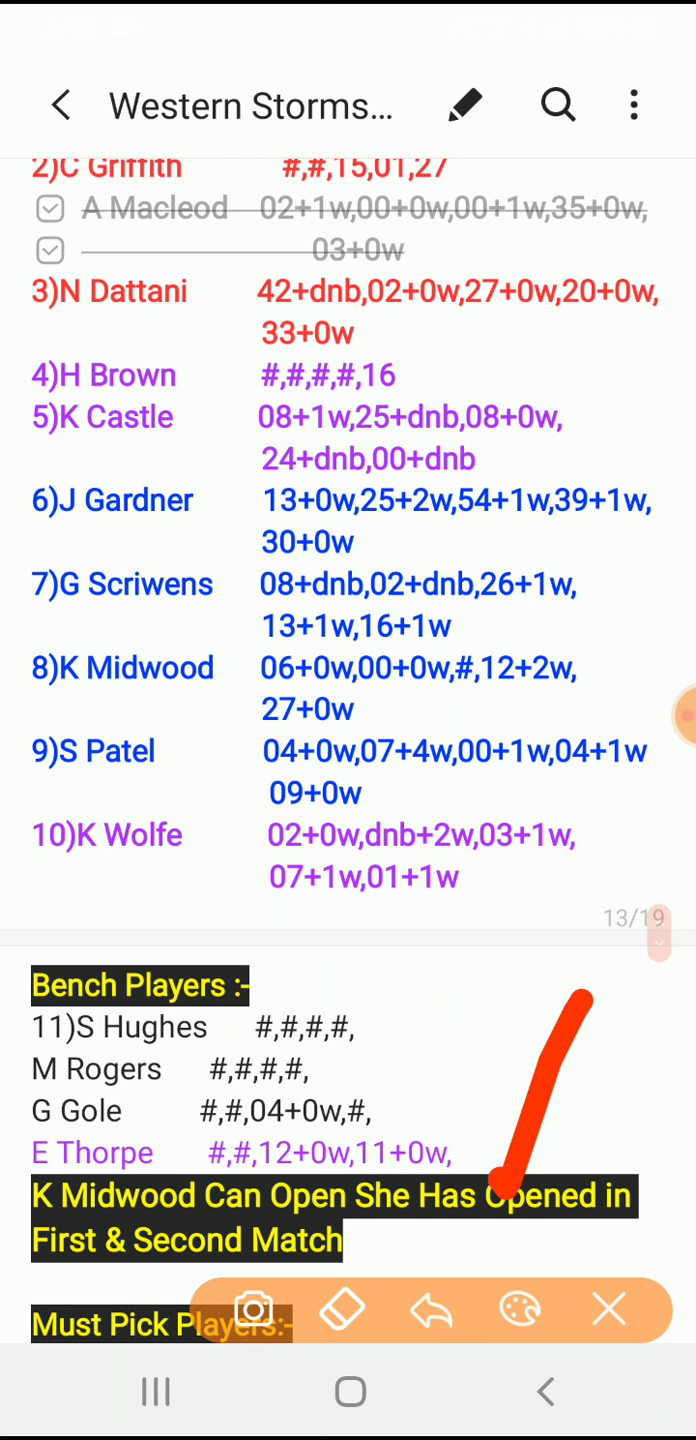 Western Storms...
2)C Griffith #,#,15,01,27
A Macleod 02+1w,00+0w,00+1w,35+0w,
03+0w
3)N Dattani 42+dnb,02+0w,27+0w,20+0w,
33+0w
4)H Brown #,#,#,#,16
5)K Castle 08+1w,25+dnb,08+0w,
24+dnb,00+dnb
6)J Gardner 13+0w,25+2w,54+1w,39+1w,
30+0w
7)G Scriwens 08+dnb,02+dnb,26+1w,
13+1w,16+1w
8)K Midwood 06+0w,00+0w,#,12+2w,
27+0w
9)S Patel 04+0w,07+4w,00+1w,04+1w
09+0w
10)K Wolfe 02+0w,dnb+2w,03+1w,
07+1w,01+1w
13/19
Bench Players :-
11)S Hughes #,#,#,#,
M Rogers #,#,#,#,
G Gole #,#,04+0w,#,
E Thorpe #,#,12+0w,11+0w,
K Midwood Can Open She Has Opened in
First & Second Match
Must Pick Players:-